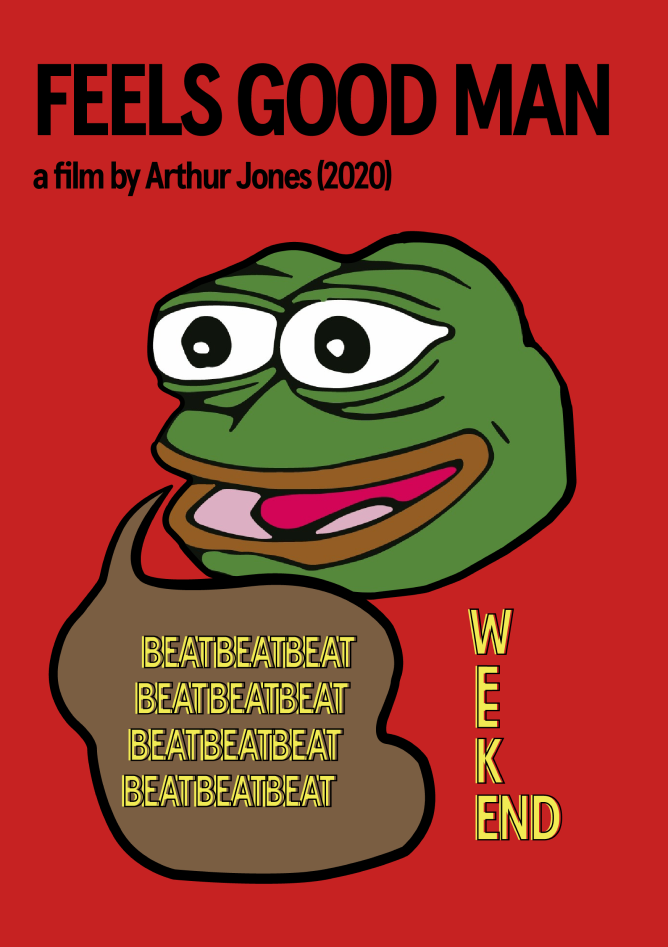 FEELS GOOD MAN
a film by Arthur Jones (2020)
BEATBEATBEAT
BEATBEATBEAT
BEATBEATBEAT
BEATBEATBEAT
W
E
K
END